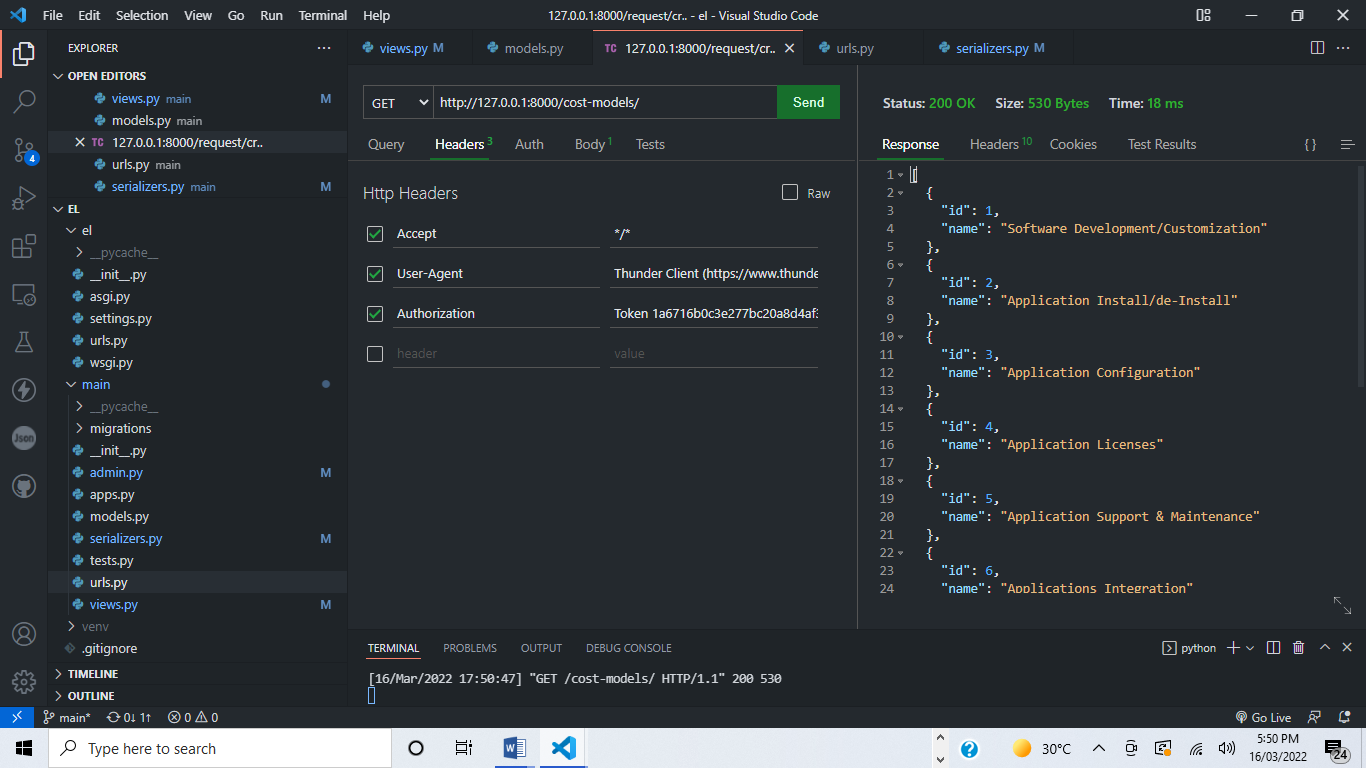 File Edit Selection View Go Run Terminal Help 127.0.0.1:8000/request/cr.. - el - Visual Studio Code
EXPLORER
OPEN EDITORS
views.py main M
models.py main
TC 127.0.0.1:8000/request/cr..
urls.py main
serializers.py main M
4
EL
el
__pycache__
__init__.py
asgi.py
settings.py
urls.py
wsgi.py
main
__pycache__
migrations
__init__.py
admin.py M
apps.py
models.py
serializers.py M
tests.py
urls.py
views.py M
venv
.gitignore
TIMELINE
OUTLINE
Json
views.py M models.py TC 127.0.0.1:8000/request/cr.. urls.py serializers.py M
GET http://127.0.0.1:8000/cost-models/ Send
Query Headers 3 Auth Body 1 Tests
Http Headers Raw
Accept */*
User-Agent Thunder Client (https://www.thunde
Authorization Token 1a6716b0c3e277bc20a8d4af3
header value
Status: 200 OK Size: 530 Bytes Time: 18 ms
Response Headers 10 Cookies Test Results { }
1 [
2 {
3 "id": 1,
4 "name": "Software Development/Customization"
5 },
6 {
7 "id": 2,
8 "name": "Application Install/de-Install"
9 },
10 {
11 "id": 3,
12 "name": "Application Configuration"
13 },
14 {
15 "id": 4,
16 "name": "Application Licenses"
17 },
18 {
19 "id": 5,
20 "name": "Application Support & Maintenance"
21 },
22 {
23 "id": 6,
24 "name": "Applications Integration"
TERMINAL PROBLEMS OUTPUT DEBUG CONSOLE python
[16/Mar/2022 17:50:47] "GET /cost-models/ HTTP/1.1" 200 530
main* 0↓ 1↑ 0 0 Go Live
Type here to search 30°C 5:50 PM
16/03/2022 24